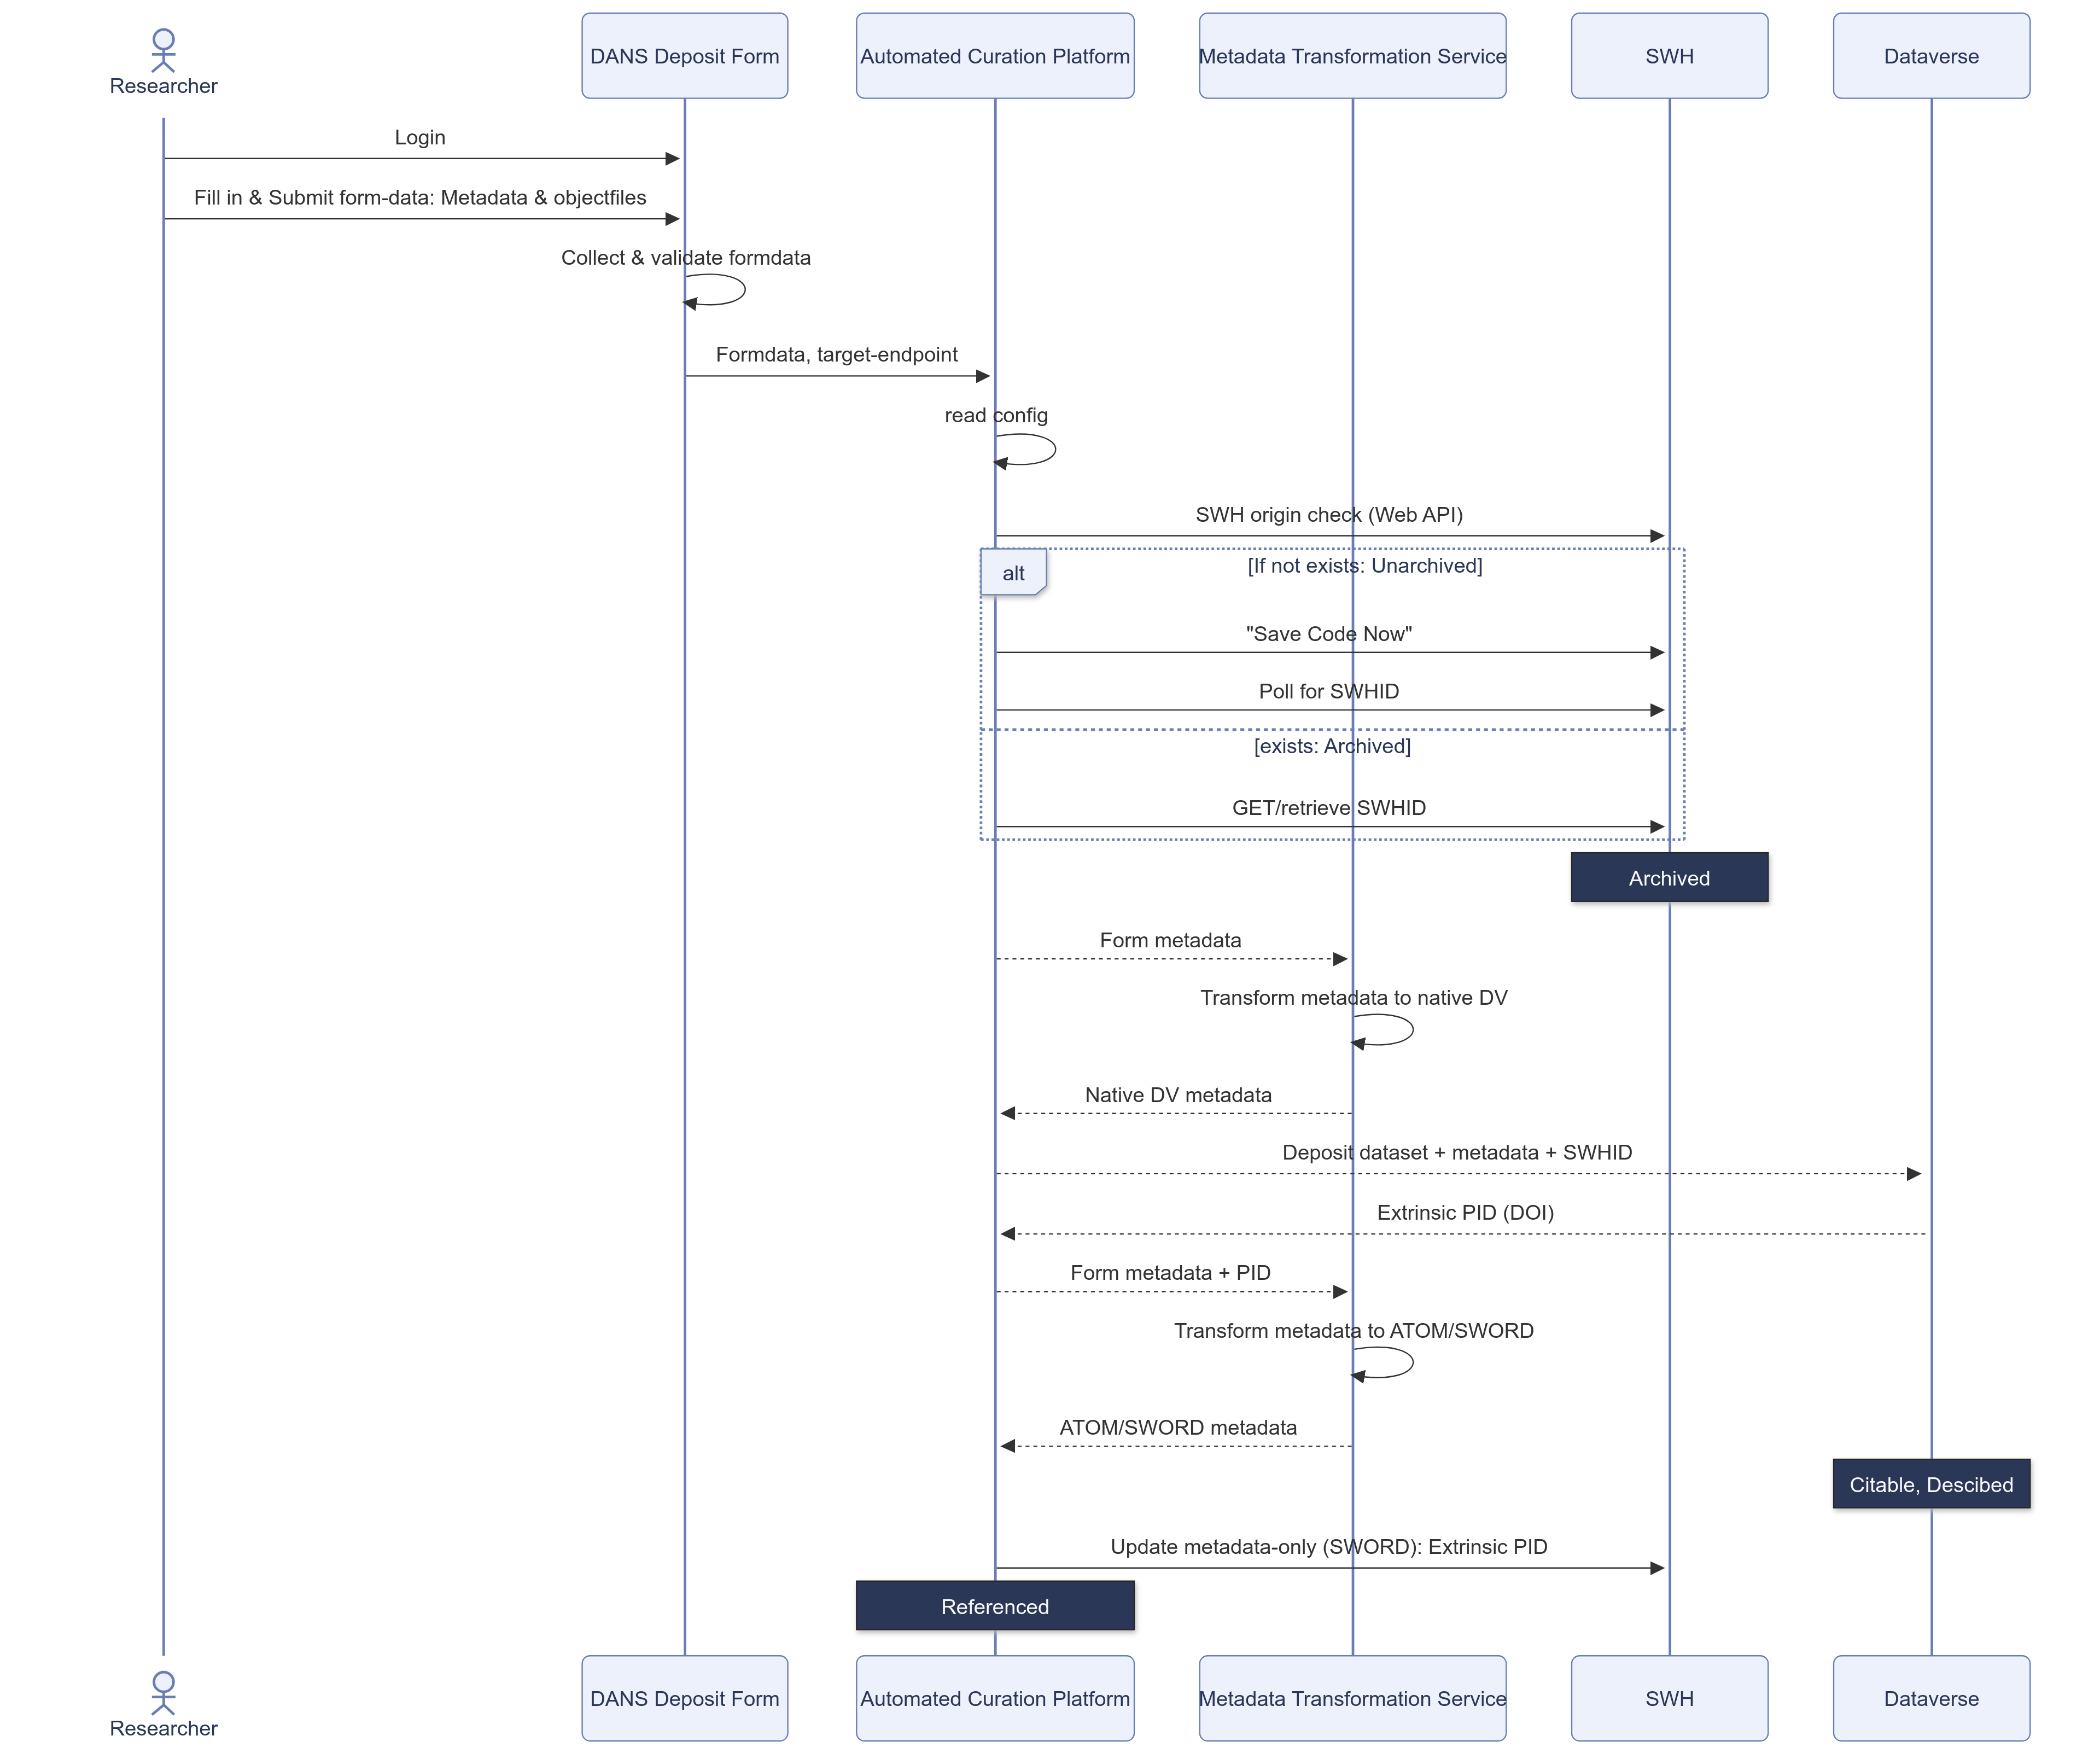 Researcher
DANS Deposit Form
Automated Curation Platform
Metadata Transformation Service
SWH
Dataverse
Login
Fill in & Submit form-data: Metadata & objectfiles
Collect & validate formdata
Formdata, target-endpoint
read config
SWH origin check (Web API)
alt
[If not exists: Unarchived]
"Save Code Now"
Poll for SWHID
[exists: Archived]
GET/retrieve SWHID
Archived
Form metadata
Transform metadata to native DV
Native DV metadata
Deposit dataset + metadata + SWHID
Extrinsic PID (DOI)
Form metadata + PID
Transform metadata to ATOM/SWORD
ATOM/SWORD metadata
Citable, Descibed
Update metadata-only (SWORD): Extrinsic PID
Referenced
Researcher
DANS Deposit Form
Automated Curation Platform
Metadata Transformation Service
SWH
Dataverse